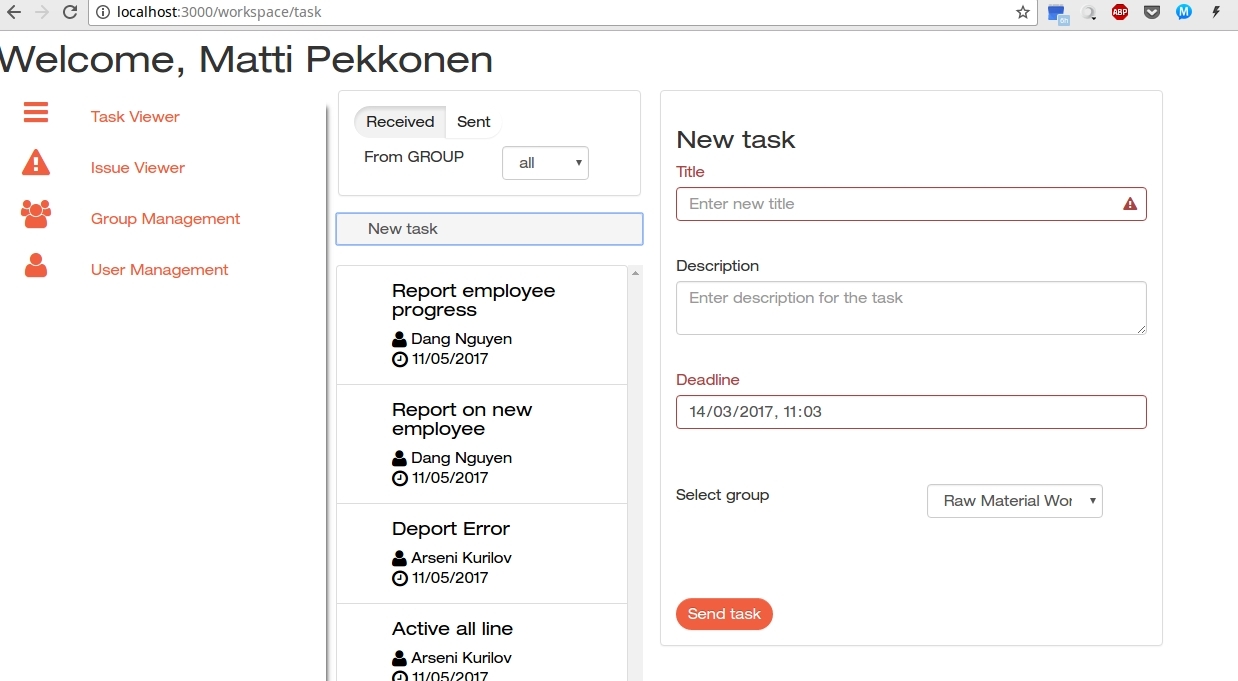 localhost:3000/workspace/task
en
ABP
M
Welcome, Matti Pekkonen
Task Viewer
Issue Viewer
Group Management
User Management
Received
Sent
From GROUP
all
New task
Report employee
progress
Dang Nguyen
11/05/2017
Report on new
employee
Dang Nguyen
11/05/2017
Deport Error
Arseni Kurilov
11/05/2017
Active all line
Arseni Kurilov
11/05/2017
New task
Title
Enter new title
Description
Enter description for the task
Deadline
14/03/2017, 11:03
Select group
Raw Material Wor
Send task